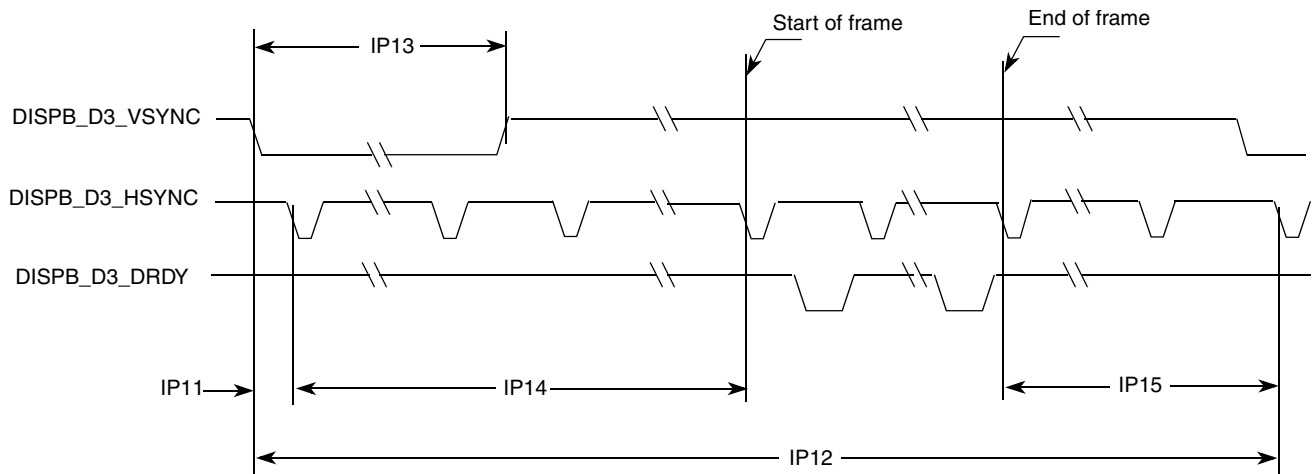 Start of frame
End of frame
IP13
DISPB_D3_VSYNC
DISPB_D3_HSYNC
DISPB_D3_DRDY
IP11
IP14
IP15
IP12